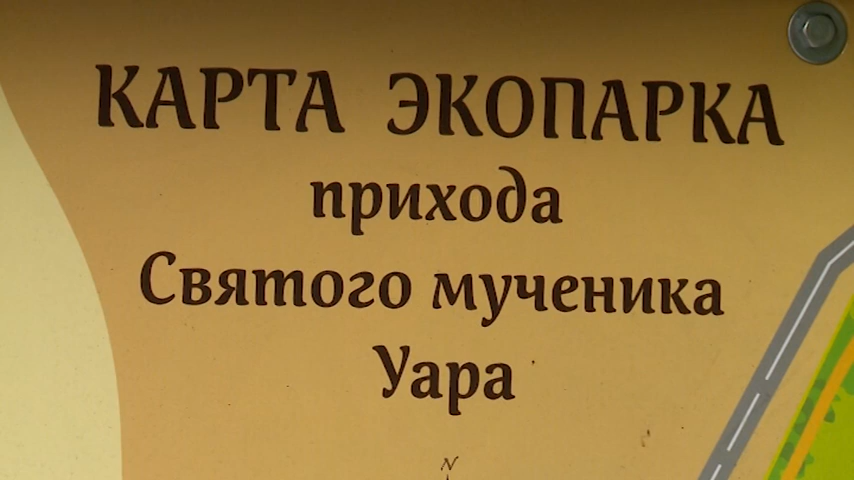 КАРТА ЭКОПАРКА
прихода
Святого мученика
Уара
N